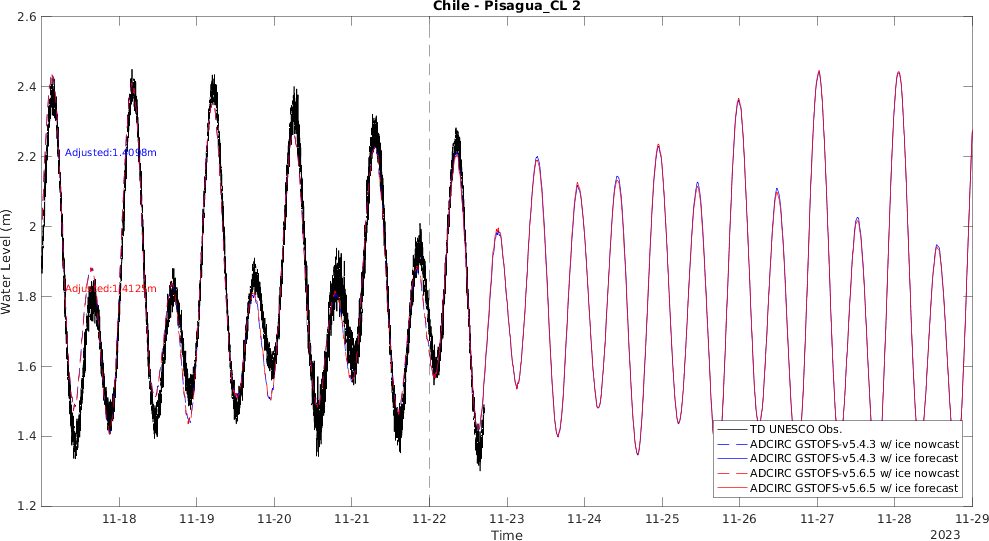 Chile - Pisagua_CL 2
2.6
2.4
2.2
2
1.8
1.6
1.4
1.2
Water Level (m)
Adjusted:1.4098m
Adjusted:1.4125m
TD UNESCO Obs.
ADCIRC GSTOFS-v5.4.3 w/ ice nowcast
ADCIRC GSTOFS-v5.4.3 w/ ice forecast
ADCIRC GSTOFS-v5.6.5 w/ ice nowcast
ADCIRC GSTOFS-v5.6.5 w/ ice forecast
11-18 11-19 11-20 11-21 11-22 11-23 11-24 11-25 11-26 11-27 11-28 11-29
Time
2023